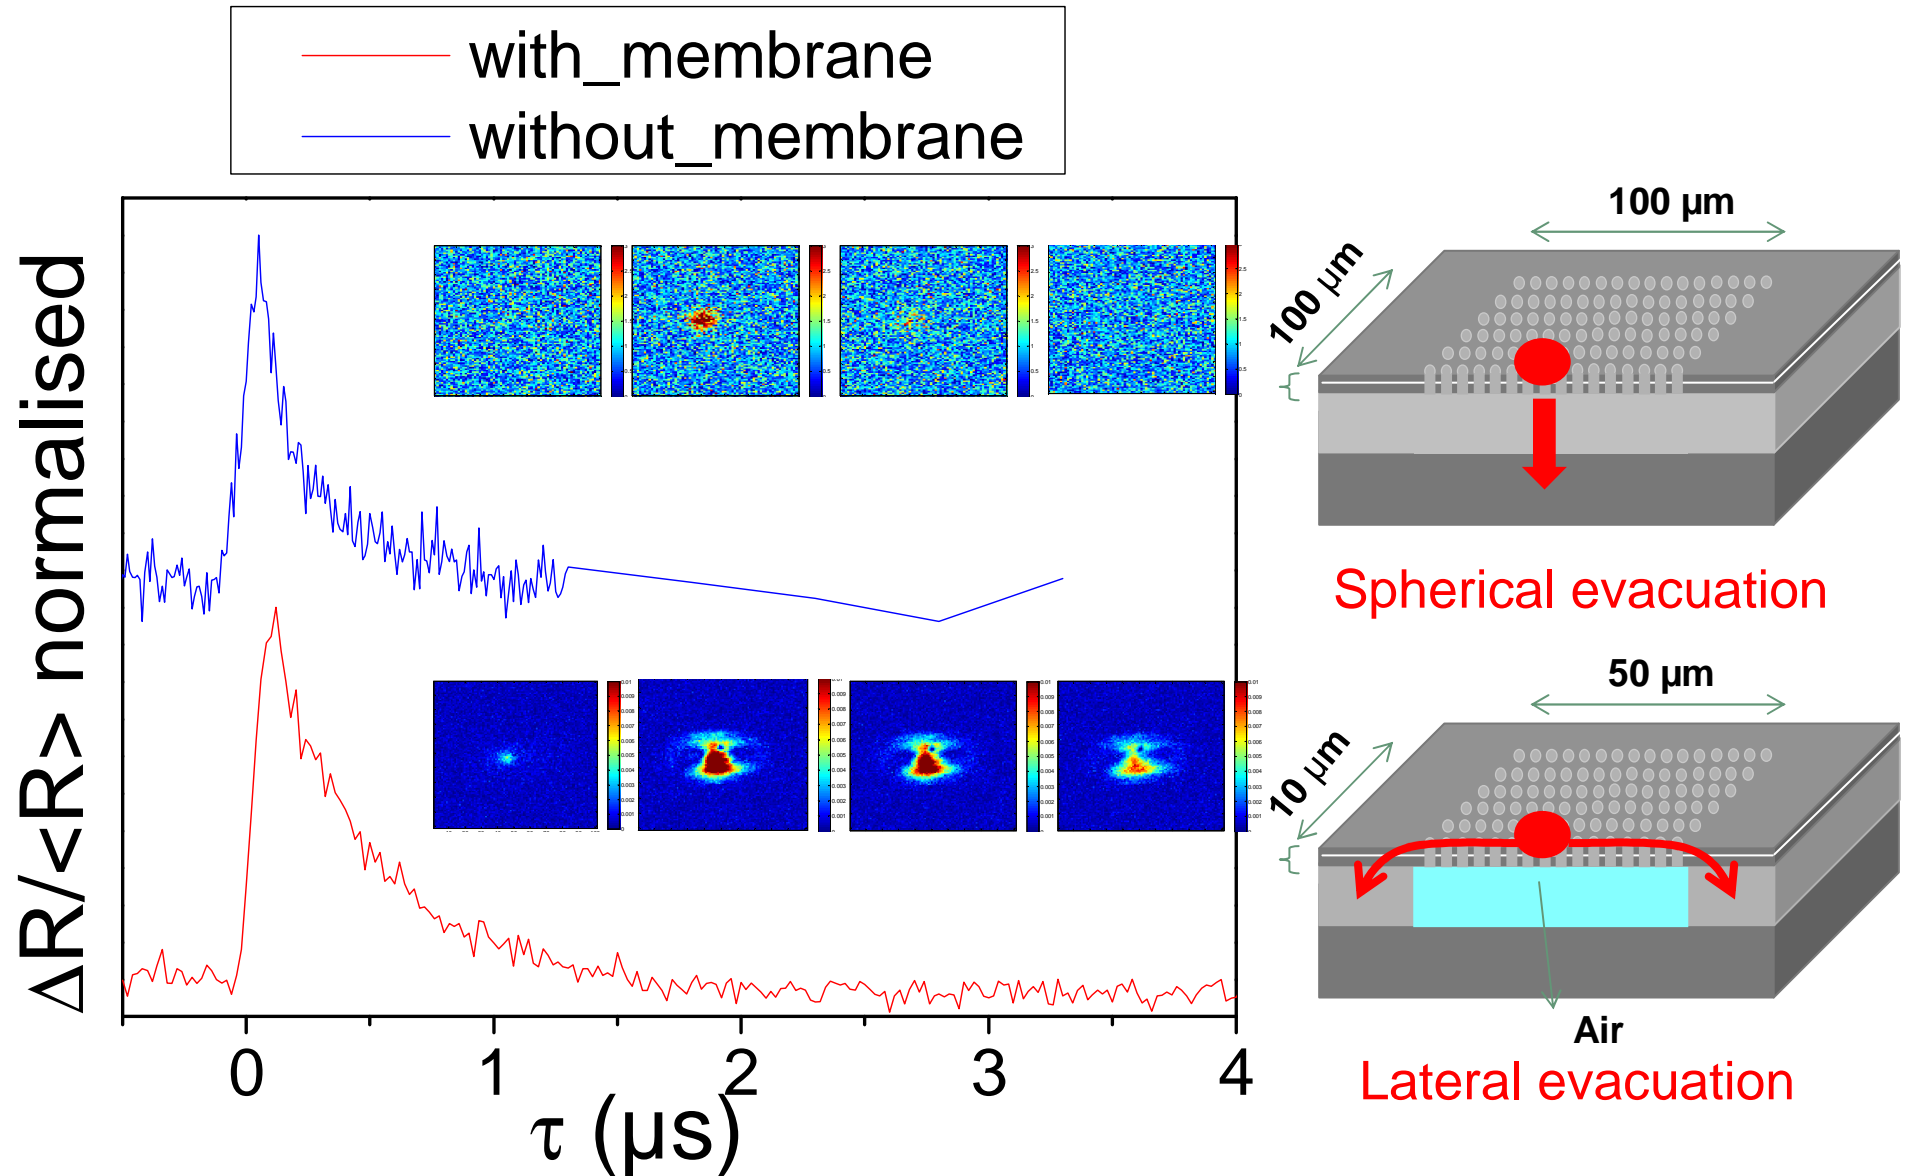 with_membrane
without_membrane
ΔR/<R> normalised
0 1 2 3 4
τ (μs)
100 μm
100 μm
Spherical evacuation
50 μm
10 μm
Air
Lateral evacuation